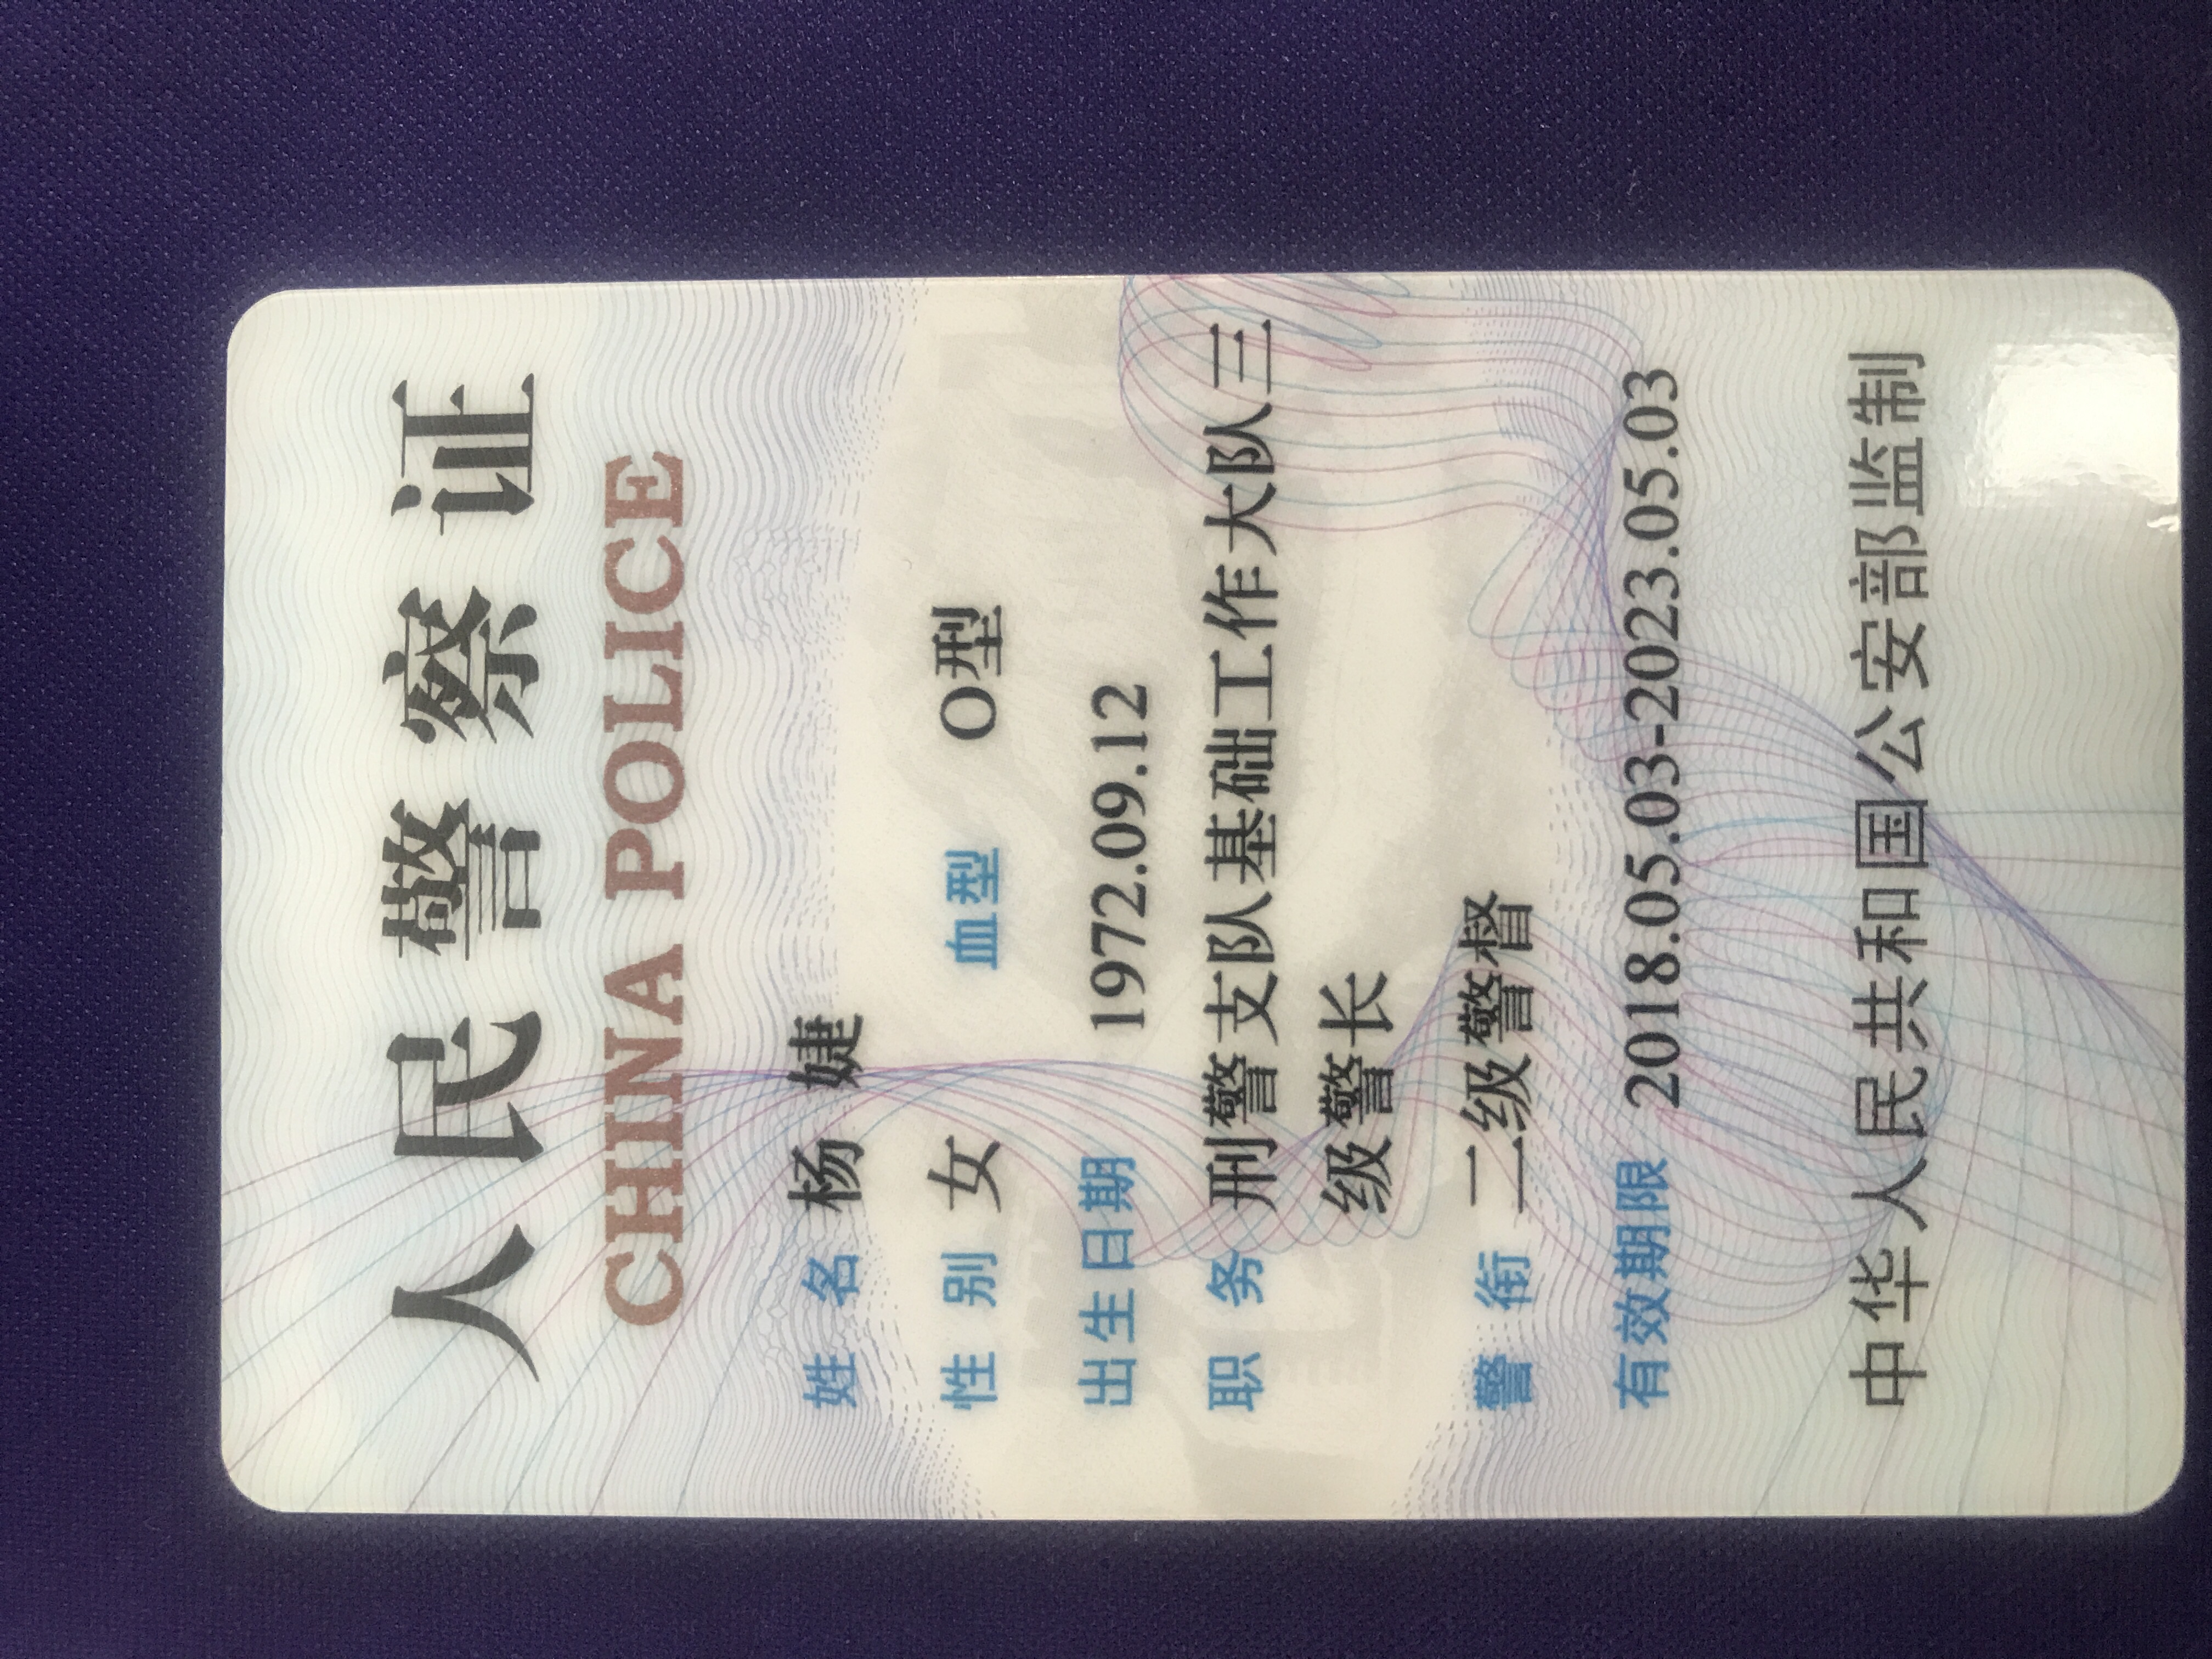 人民警察证
CHINA POLICE
姓 名 杨 婕
性 别 女 血型 O型
出生日期 1972.09.12
职 务 刑警支队基础工作大队三
级警长
警 衔 二级警督
有效期限 2018.05.03-2023.05.03
中华人民共和国公安部监制